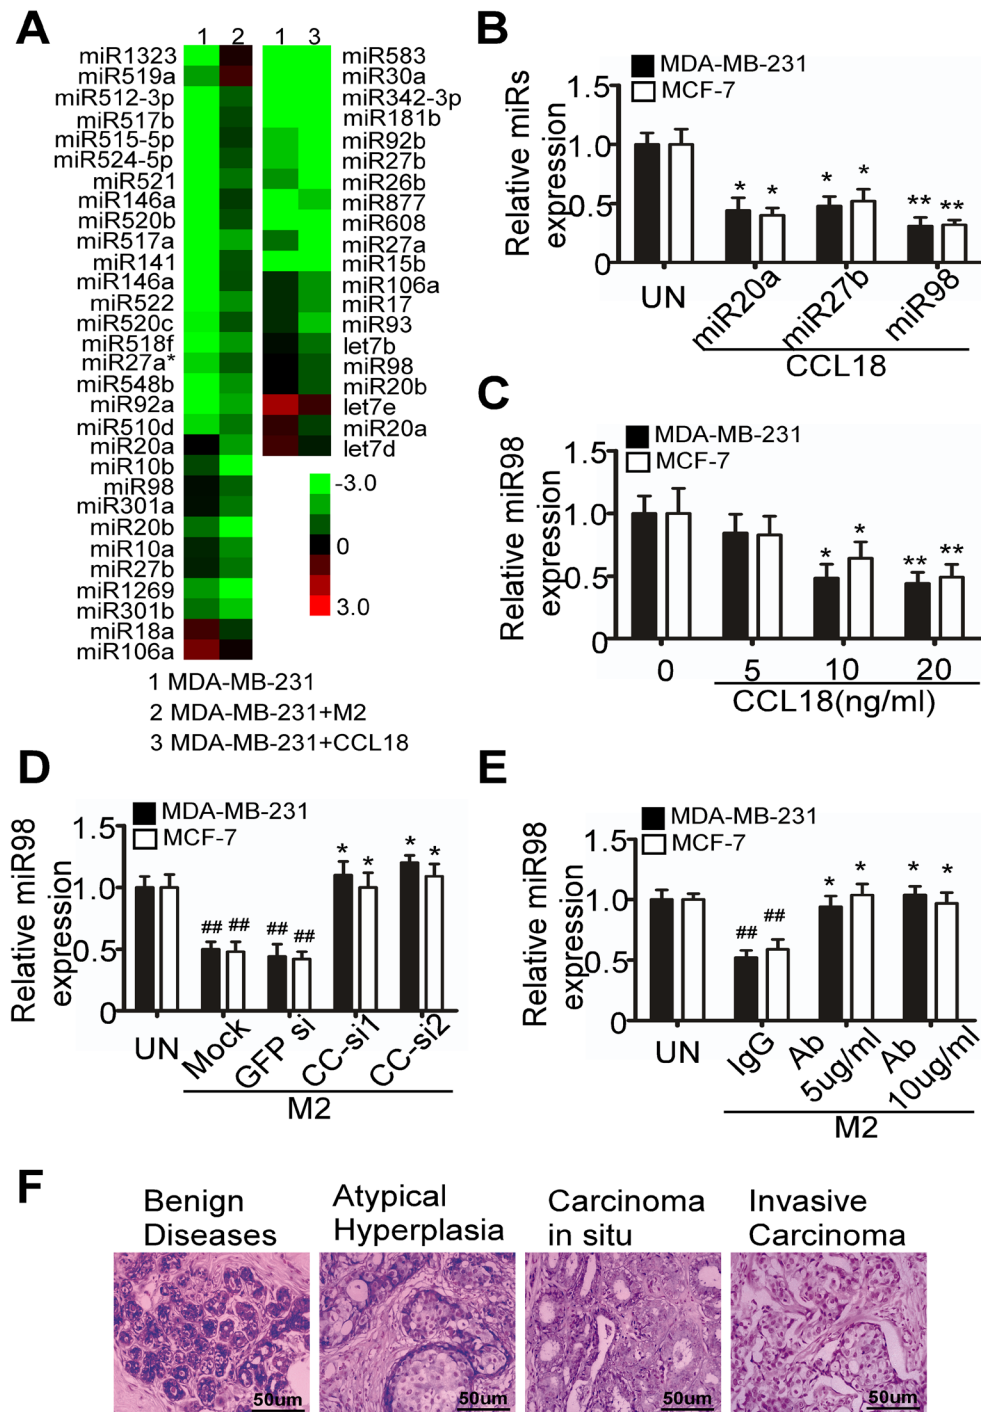 A
1 2 1 3
miR1323
miR519a
miR512-3p
miR517b
miR515-5p
miR524-5p
miR521
miR146a
miR520b
miR517a
miR141
miR146a
miR522
miR520c
miR518f
miR27a*
miR548b
miR92a
miR510d
miR20a
miR10b
miR98
miR301a
miR20b
miR10a
miR27b
miR1269
miR301b
miR18a
miR106a
miR583
miR30a
miR342-3p
miR181b
miR92b
miR27b
miR26b
miR877
miR608
miR27a
miR15b
miR106a
miR17
miR93
let7b
miR98
miR20b
let7e
miR20a
let7d
-3.0
0
3.0
1 MDA-MB-231
2 MDA-MB-231+M2
3 MDA-MB-231+CCL18
B
MDA-MB-231
MCF-7
Relative miRs
expression
1.5
1.0
0.5
0
* * * * ** **
UN miR20a miR27b miR98
CCL18
C
MDA-MB-231
MCF-7
Relative miR98
expression
1.5
1.0
0.5
0
* * ** **
0 5 10 20
CCL18(ng/ml)
D
MDA-MB-231
MCF-7
Relative miR98
expression
1.5
1.0
0.5
0
## ## ## ## * * * *
UN Mock GFP si CC-si1 CC-si2
M2
E
MDA-MB-231
MCF-7
Relative miR98
expression
1.5
1.0
0.5
0
## ## * * * *
UN IgG Ab 5ug/ml Ab 10ug/ml
M2
F
Benign
Diseases
Atypical
Hyperplasia
Carcinoma
in situ
Invasive
Carcinoma
50um 50um 50um 50um